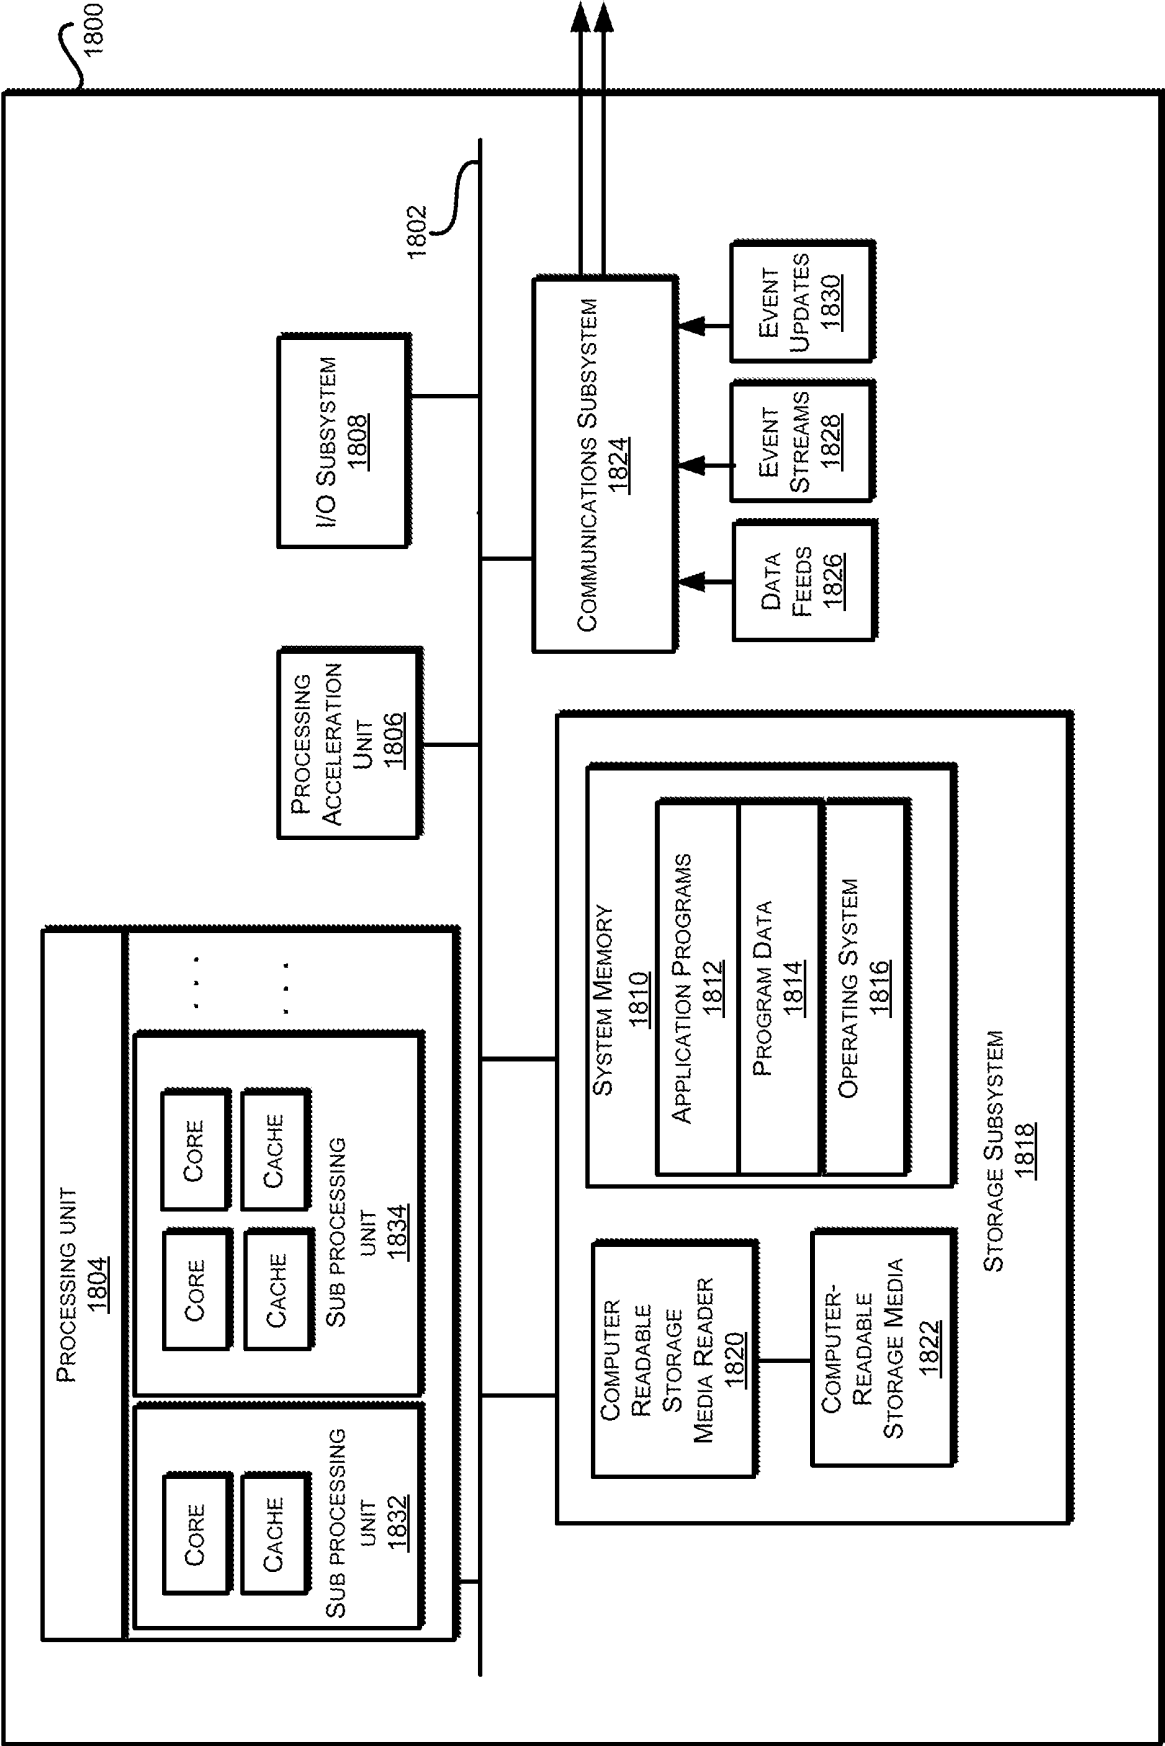 1800
PROCESSING UNIT
1804
CORE
CACHE
SUB PROCESSING
UNIT
1832
CORE
CORE
CACHE
CACHE
SUB PROCESSING
UNIT
1834
. . .
. . .
PROCESSING
ACCELERATION
UNIT
1806
I/O SUBSYSTEM
1808
1802
COMPUTER
READABLE
STORAGE
MEDIA READER
1820
COMPUTER-
READABLE
STORAGE MEDIA
1822
SYSTEM MEMORY
1810
APPLICATION PROGRAMS
1812
PROGRAM DATA
1814
OPERATING SYSTEM
1816
STORAGE SUBSYSTEM
1818
COMMUNICATIONS SUBSYSTEM
1824
DATA
FEEDS
1826
EVENT
STREAMS
1828
EVENT
UPDATES
1830